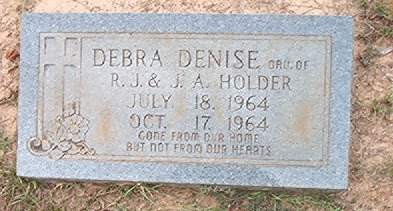 DEBRA DENISE DAU. OF
R. J. & J. A. HOLDER
JULY 18, 1964
OCT. 17, 1964
GONE FROM OUR HOME
BUT NOT FROM OUR HEARTS